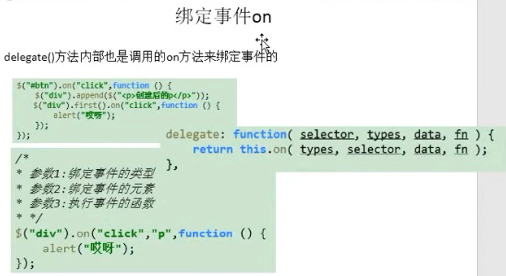 绑定事件on
delegate()方法内部也是调用的on方法来绑定事件的
$("#btn").on("click",function () {
$("div").append($("<p>创建后的p</p>"));
$("div").first().on("click",function () {
alert("哎呀");
});
});
delegate: function( selector, types, data, fn ) {
return this.on( types, selector, data, fn );
},
/*
* 参数1:绑定事件的类型
* 参数2:绑定事件的元素
* 参数3:执行事件的函数
* */
$("div").on("click","p",function () {
alert("哎呀");
});